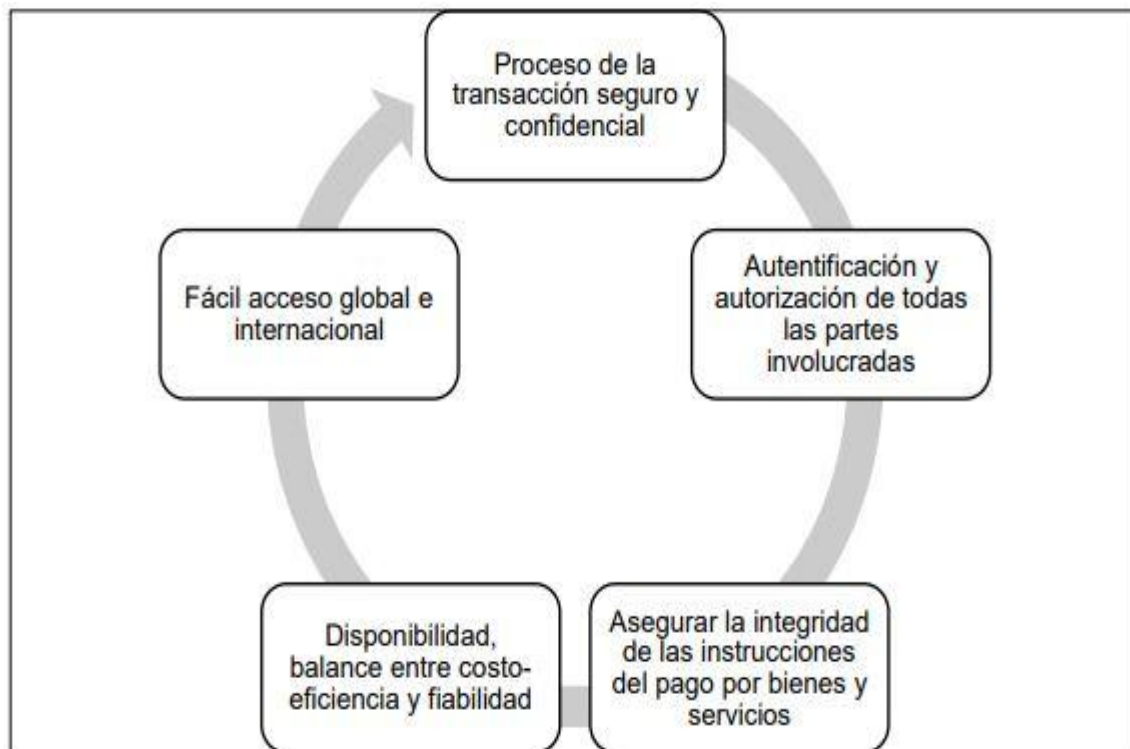 Proceso de la
transacción seguro y
confidencial
Autentificación y
autorización de todas
las partes
involucradas
Asegurar la integridad
de las instrucciones
del pago por bienes y
servicios
Disponibilidad,
balance entre costo-
eficiencia y fiabilidad
Fácil acceso global e
internacional